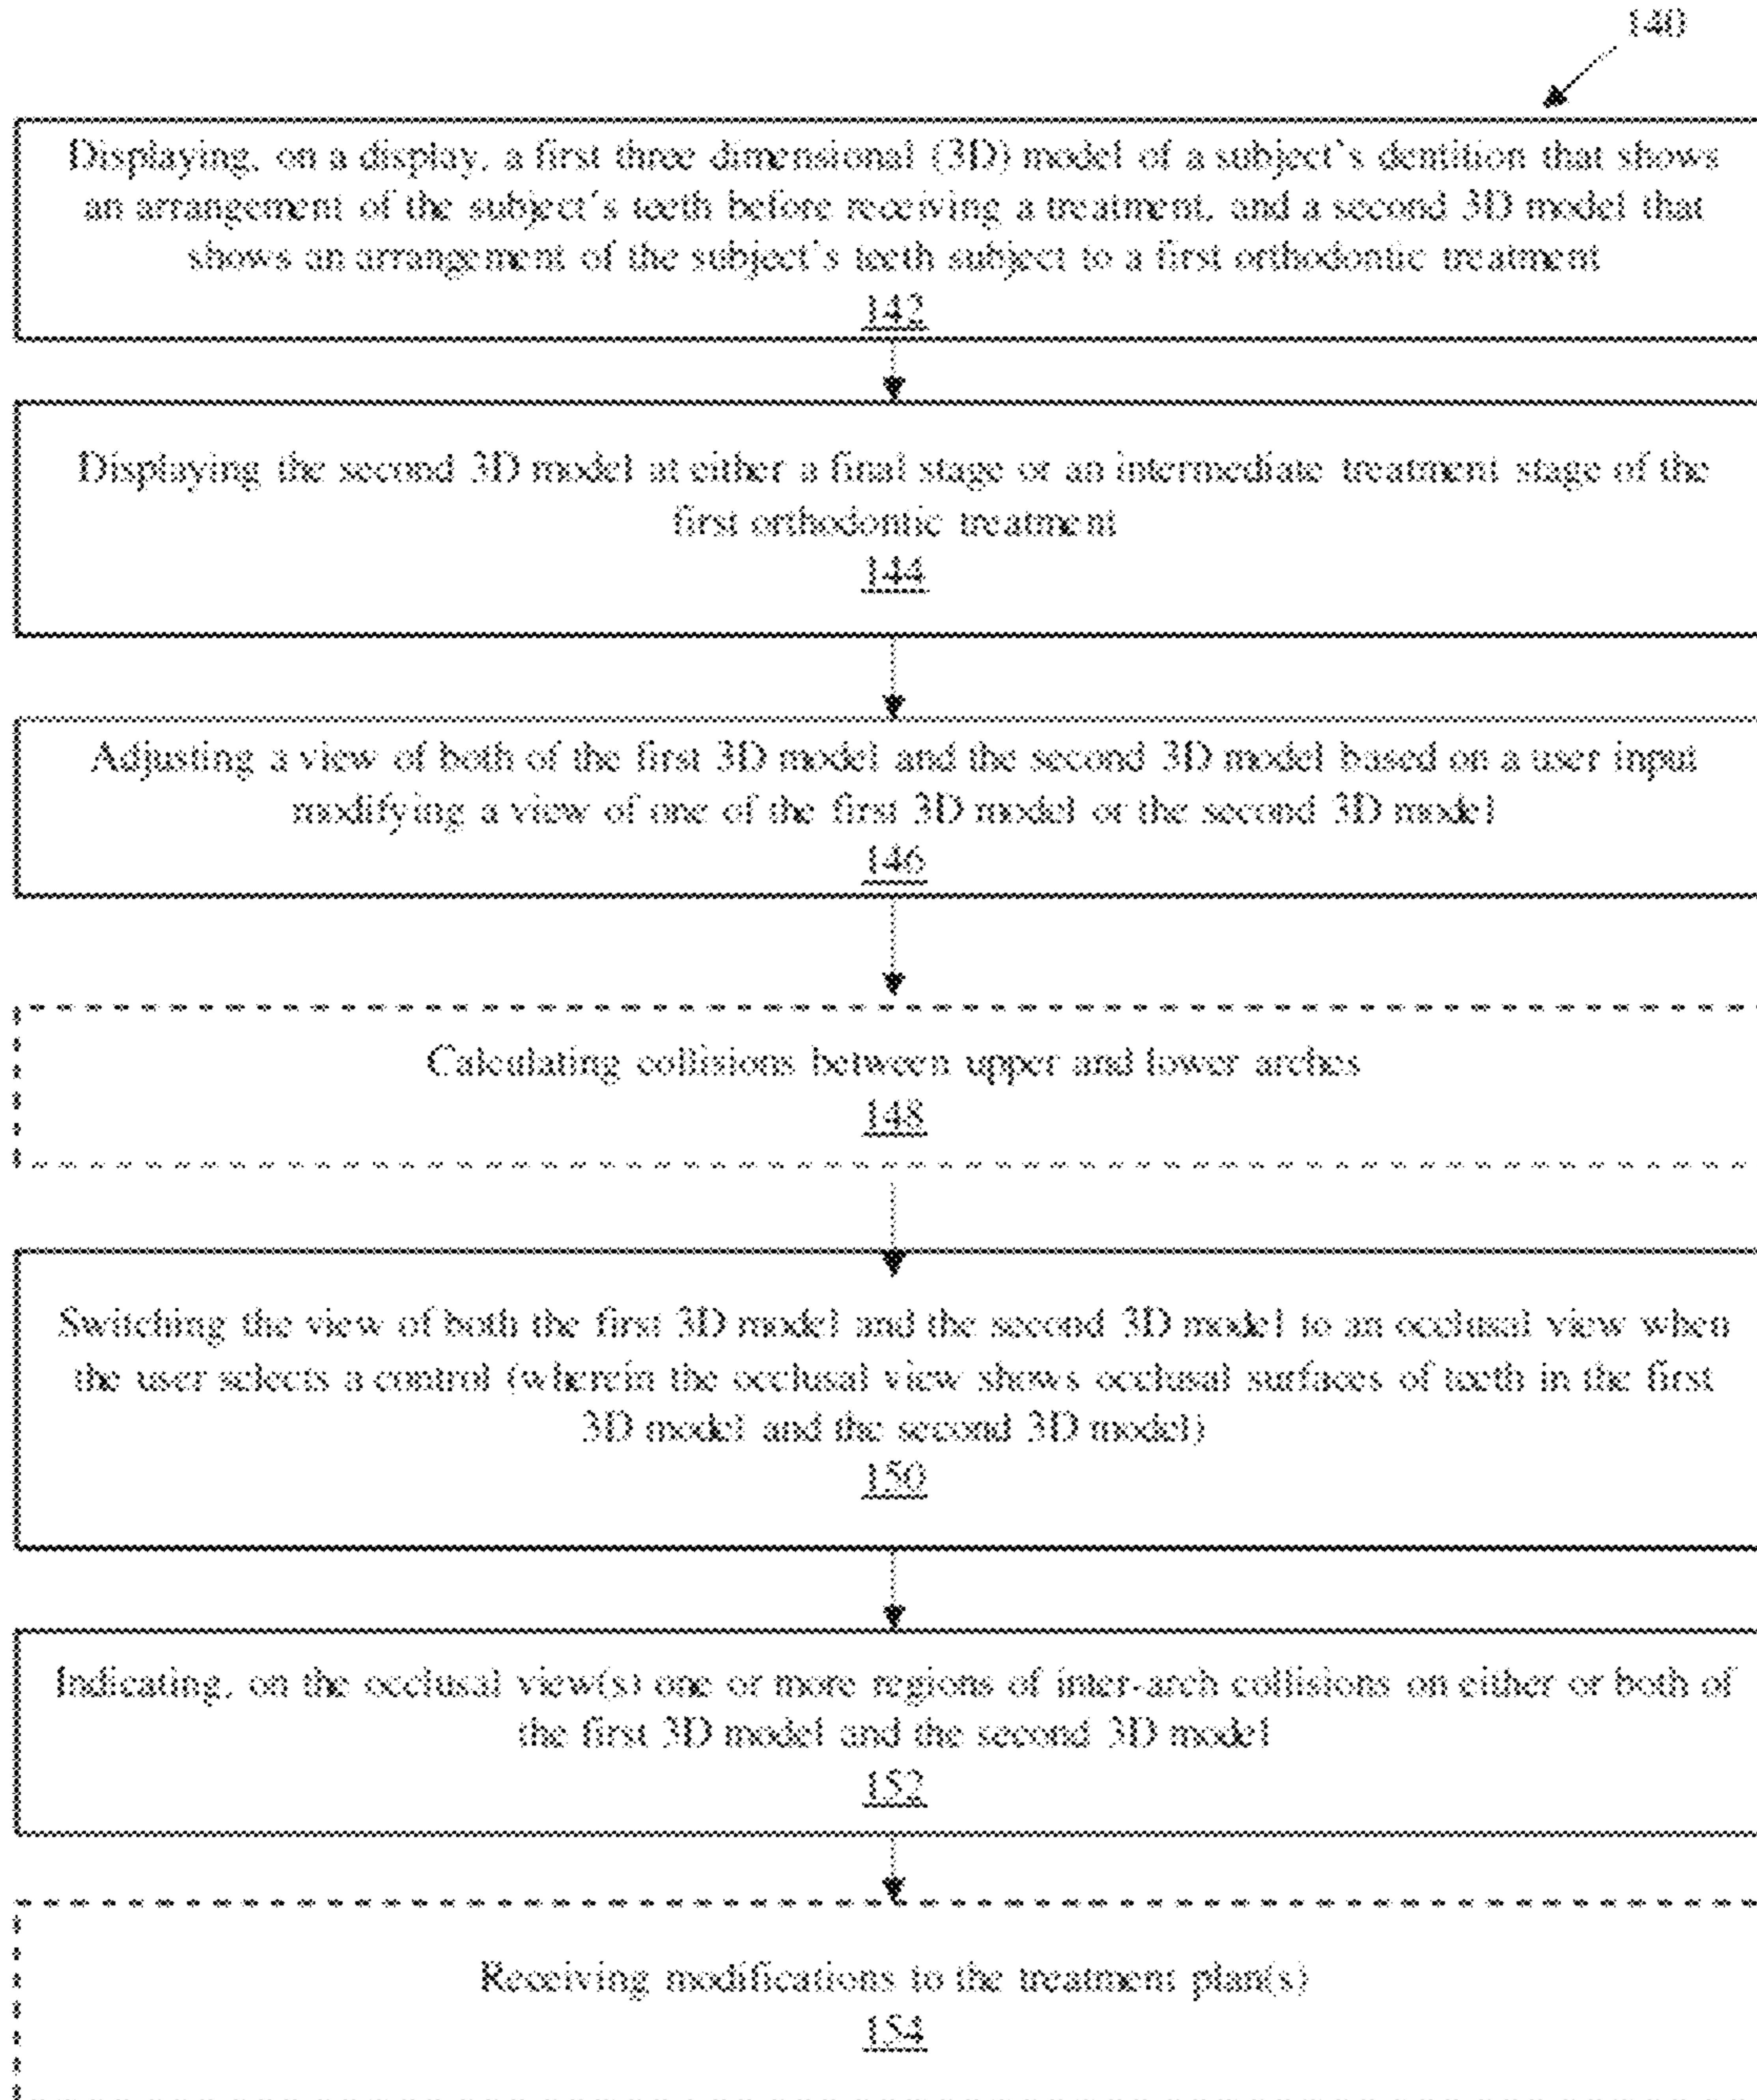 140
Displaying, on a display, a first three dimensional (3D) model of a subject's dentition that shows
an arrangement of the subject's teeth before receiving a treatment, and a second 3D model that
shows an arrangement of the subject's teeth subject to a first orthodontic treatment
142
Displaying the second 3D model at either a final stage or an intermediate treatment stage of the
first orthodontic treatment
144
Adjusting a view of both of the first 3D model and the second 3D model based on a user input
modifying a view of one of the first 3D model or the second 3D model
146
Calculating collisions between upper and lower arches
148
Switching the view of both the first 3D model and the second 3D model to an occlusal view when
the user selects a control (wherein the occlusal view shows occlusal surfaces of teeth in the first
3D model and the second 3D model)
150
Indicating, on the occlusal view(s) one or more regions of inter-arch collisions on either or both of
the first 3D model and the second 3D model
152
Receiving modifications to the treatment plan(s)
154